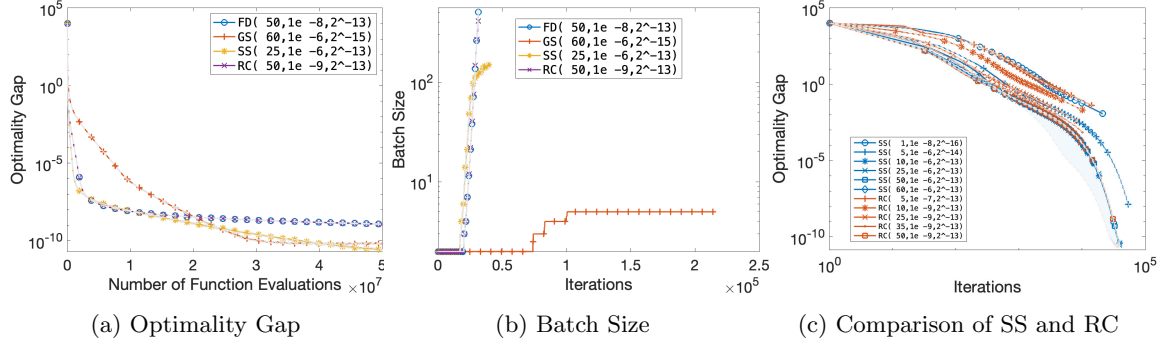 10^5
10^0
10^-5
10^-10
Optimality Gap
FD( 50,1e -8,2^-13)
GS( 60,1e -6,2^-15)
SS( 25,1e -6,2^-13)
RC( 50,1e -9,2^-13)
0 1 2 3 4 5
×10^7
Number of Function Evaluations
(a) Optimality Gap
10^2
10^1
Batch Size
FD( 50,1e -8,2^-13)
GS( 60,1e -6,2^-15)
SS( 25,1e -6,2^-13)
RC( 50,1e -9,2^-13)
0 0.5 1 1.5 2 2.5
×10^5
Iterations
(b) Batch Size
10^5
10^0
10^-5
10^-10
Optimality Gap
SS( 1,1e -8,2^-16)
SS( 5,1e -6,2^-14)
SS( 10,1e -6,2^-13)
SS( 25,1e -6,2^-13)
SS( 50,1e -6,2^-13)
SS( 60,1e -6,2^-13)
RC( 5,1e -7,2^-13)
RC( 10,1e -9,2^-13)
RC( 25,1e -9,2^-13)
RC( 35,1e -9,2^-13)
RC( 50,1e -9,2^-13)
10^0 10^5
Iterations
(c) Comparison of SS and RC